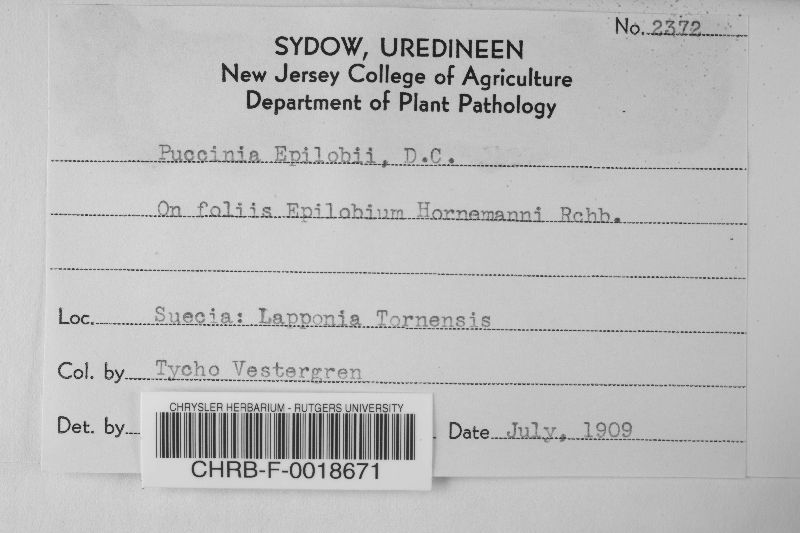 No. 2372
SYDOW, UREDINEEN
New Jersey College of Agriculture
Department of Plant Pathology
Puccinia Epilobii, D.C.
On foliis Epilobium Hornemanni Rchb.
Loc. Suecia: Lapponia Tornensis
Col. by Tycho Vestergren
Det. by Date July, 1909
CHRYSLER HERBARIUM - RUTGERS UNIVERSITY
CHRB-F-0018671